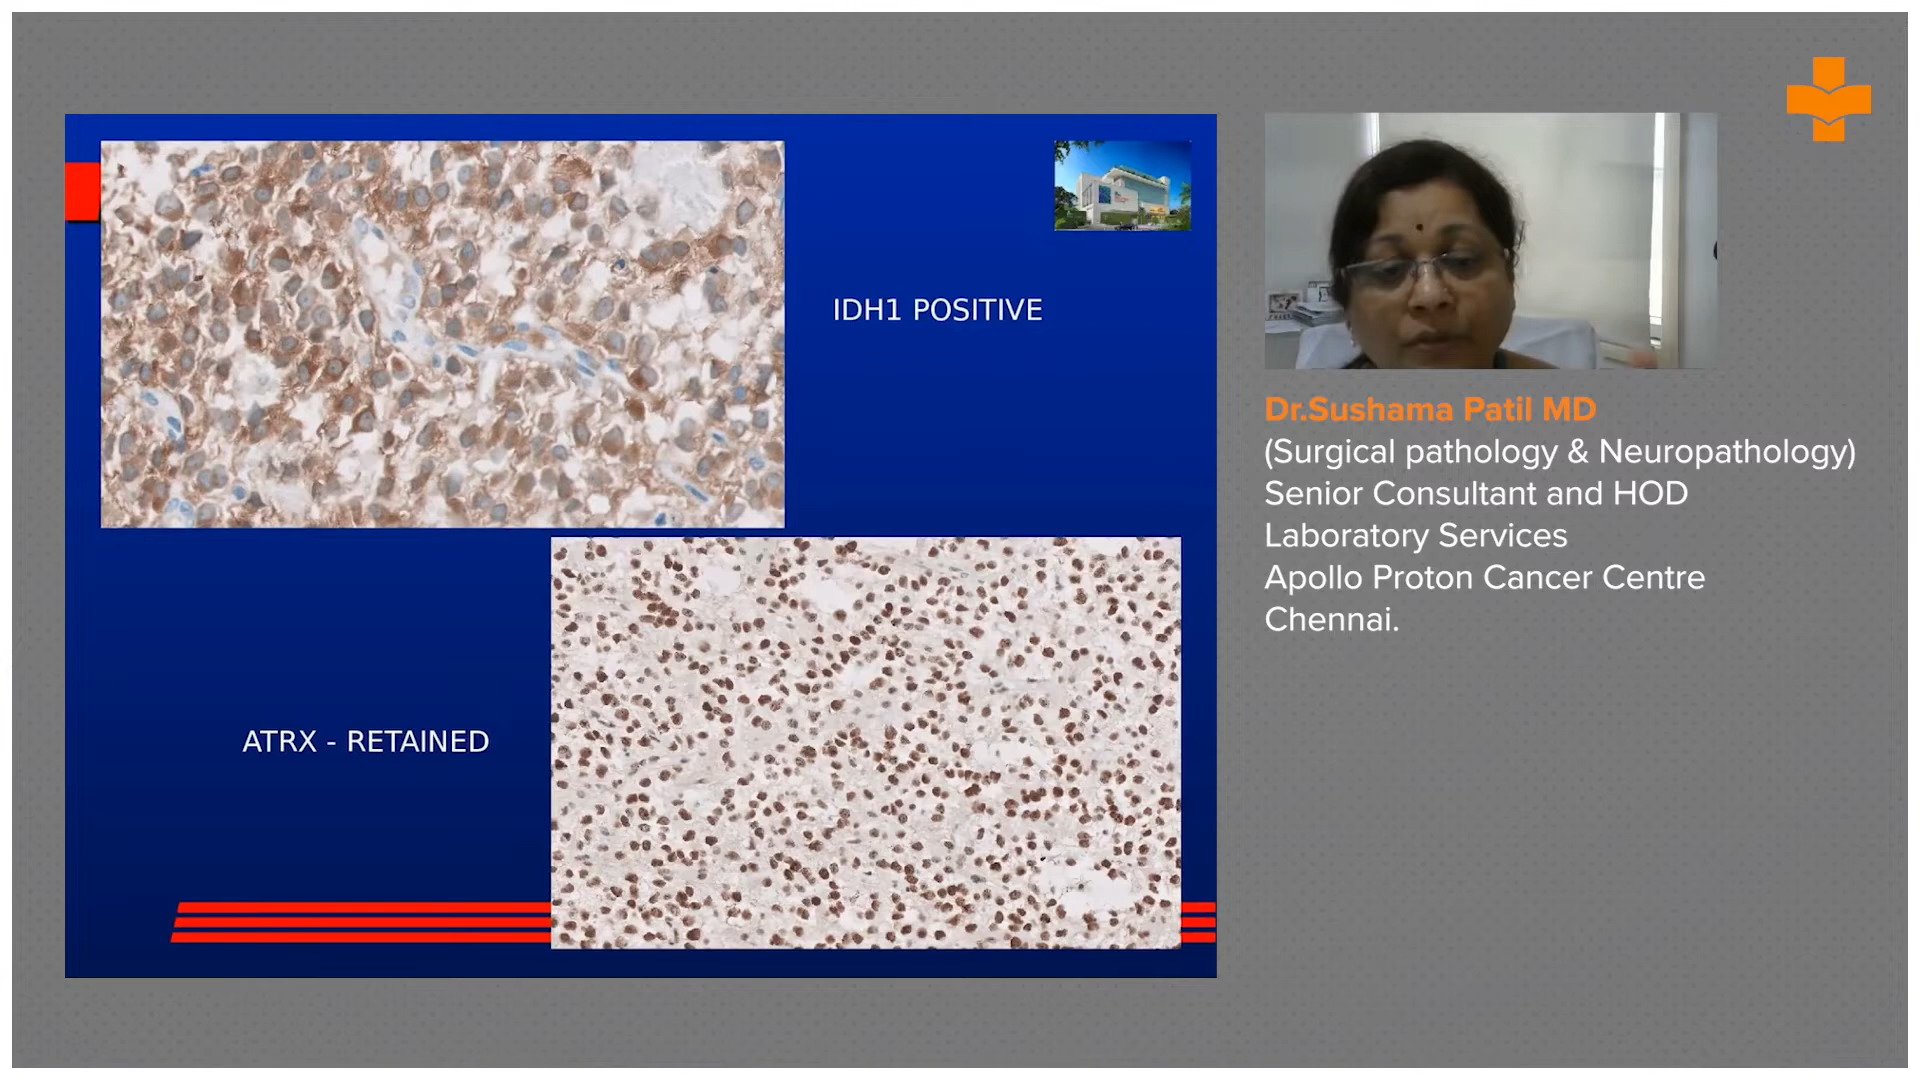 IDH1 POSITIVE
ATRX - RETAINED
Dr.Sushama Patil MD
(Surgical pathology & Neuropathology)
Senior Consultant and HOD
Laboratory Services
Apollo Proton Cancer Centre
Chennai.